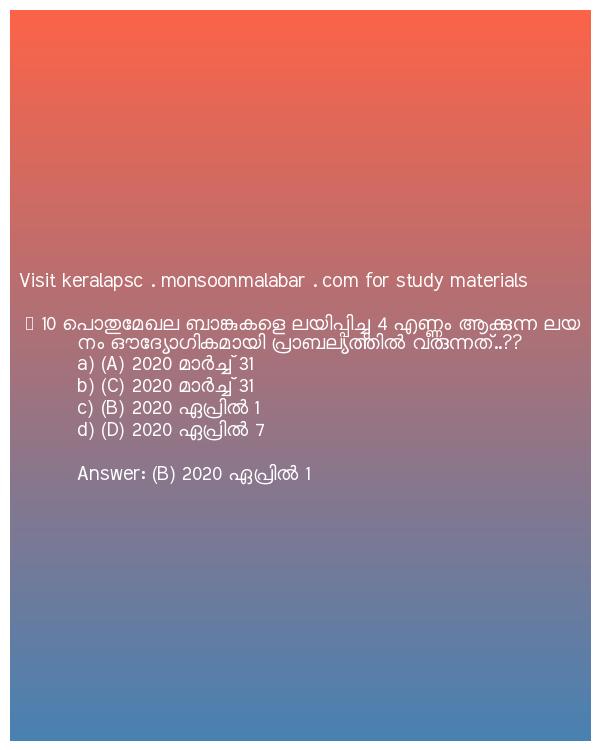 Visit keralapsc . monsoonmalabar . com for study materials
10 പൊതുമേഖല ബാങ്കുകളെ ലയിപ്പിച്ച 4 എണ്ണം ആക്കുന്ന ലയ
നം ഔദ്യോഗികമായി പ്രാബല്യത്തിൽ വരുന്നത്..??
a) (A) 2020 മാർച്ച് 31
b) (C) 2020 മാർച്ച് 31
c) (B) 2020 ഏപ്രിൽ 1
d) (D) 2020 ഏപ്രിൽ 7
Answer: (B) 2020 ഏപ്രിൽ 1